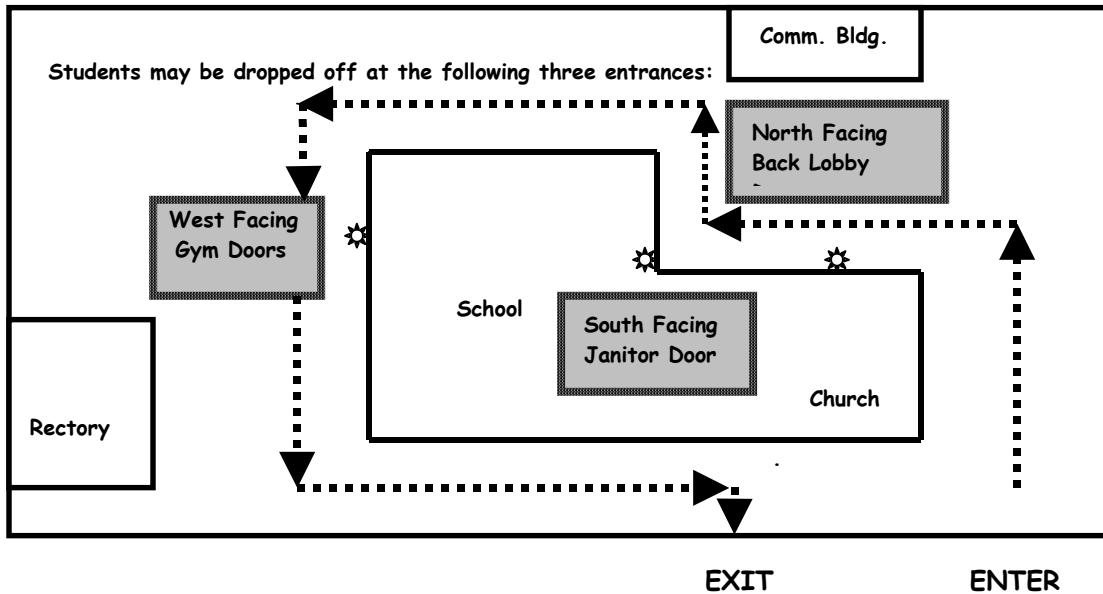 Comm. Bldg.
Students may be dropped off at the following three entrances:
North Facing
Back Lobby
West Facing
Gym Doors
School
South Facing
Janitor Door
Church
Rectory
EXIT
ENTER